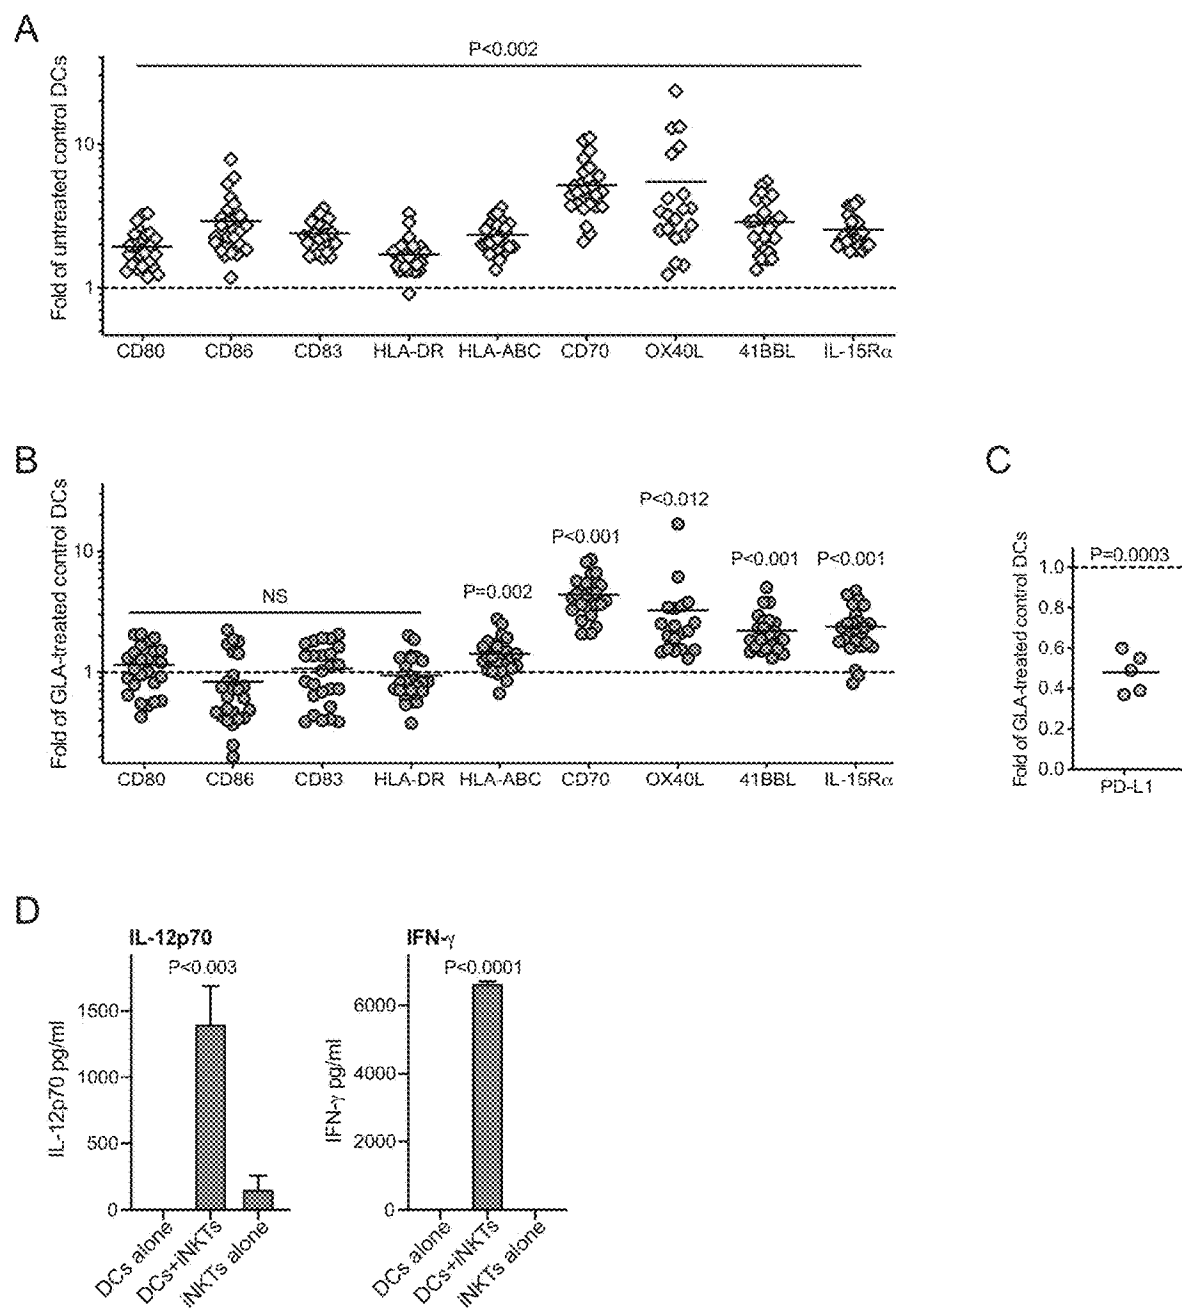 A
P<0.002
Fold of untreated control DCs
10
1
CD80 CD86 CD83 HLA-DR HLA-ABC CD70 OX40L 41BBL IL-15Rα
B
Fold of GLA-treated control DCs
10
1
NS
P=0.002
P<0.001
P<0.012
P<0.001
P<0.001
CD80 CD86 CD83 HLA-DR HLA-ABC CD70 OX40L 41BBL IL-15Rα
C
Fold of GLA-treated control DCs
P=0.0003
1.0
0.8
0.6
0.4
0.2
0.0
PD-L1
D
IL-12p70
P<0.003
IL-12p70 pg/ml
1500
1000
500
0
DCs alone
DCs+iNKTs
iNKTs alone
IFN-γ
P<0.0001
IFN-γ pg/ml
6000
4000
2000
0
DCs alone
DCs+iNKTs
iNKTs alone